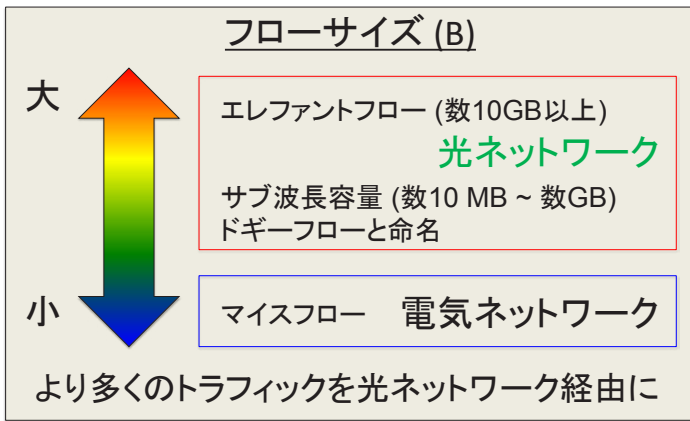 フローサイズ (B)
大
エレファントフロー (数10GB以上)
光ネットワーク
サブ波長容量 (数10 MB ~ 数GB)
ドギーフローと命名
小
マイスフロー 電気ネットワーク
より多くのトラフィックを光ネットワーク経由に